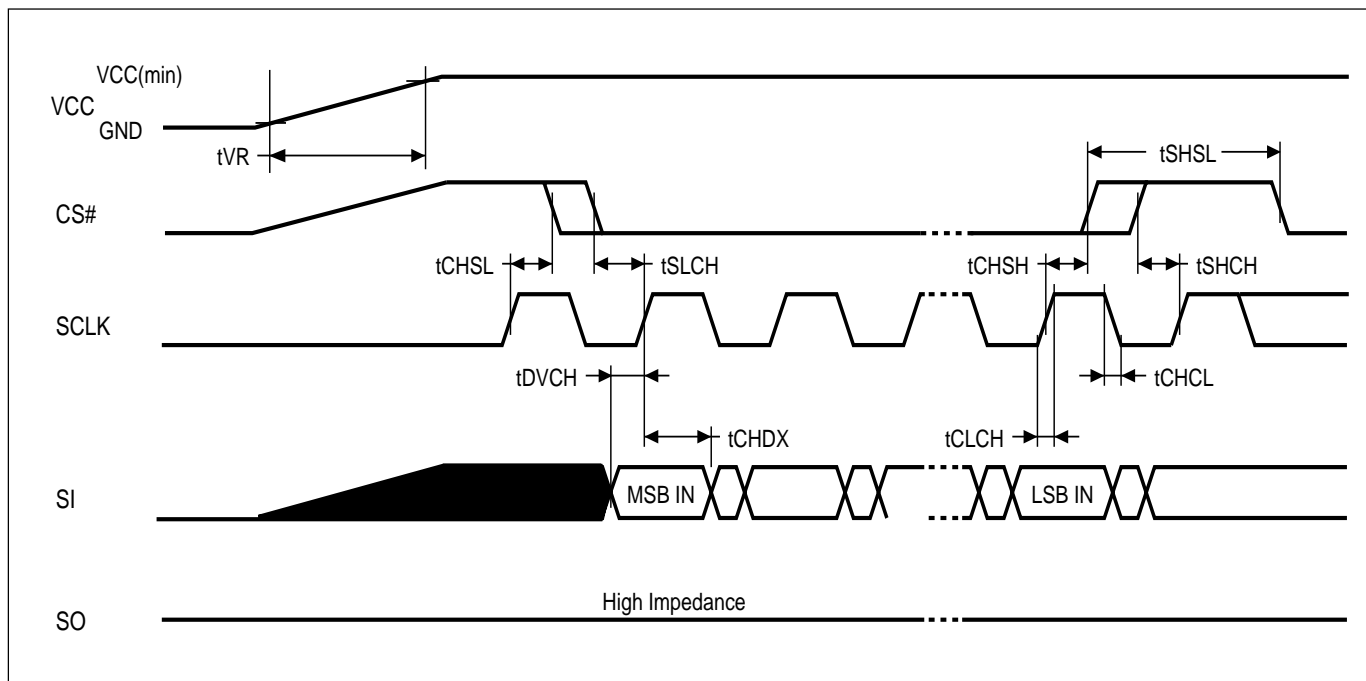 VCC(min)
VCC
GND
tVR
tSHSL
CS#
tCHSL
tSLCH
tCHSH
tSHCH
SCLK
tDVCH
tCHCL
tCHDX
tCLCH
SI
MSB IN
LSB IN
High Impedance
SO